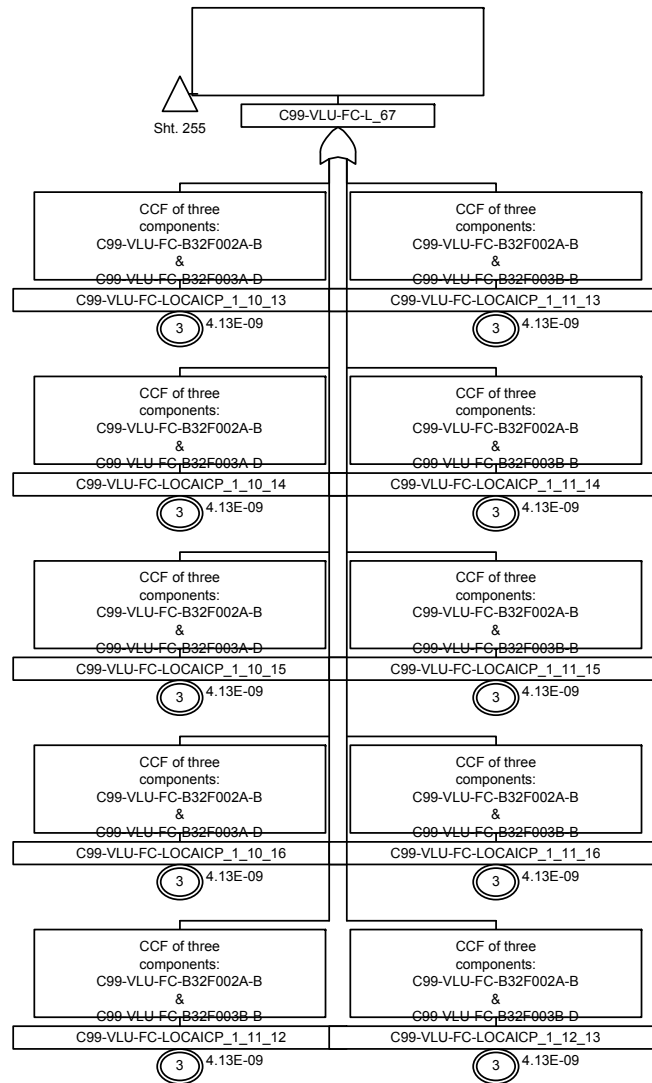 C99-VLU-FC-L_67
Sht. 255
CCF of three
components:
C99-VLU-FC-B32F002A-B
&
C99-VLU-FC-B32F003A-D
C99-VLU-FC-LOCAICP_1_10_13
3
4.13E-09
CCF of three
components:
C99-VLU-FC-B32F002A-B
&
C99-VLU-FC-B32F003B-B
C99-VLU-FC-LOCAICP_1_11_13
3
4.13E-09
CCF of three
components:
C99-VLU-FC-B32F002A-B
&
C99-VLU-FC-B32F003A-D
C99-VLU-FC-LOCAICP_1_10_14
3
4.13E-09
CCF of three
components:
C99-VLU-FC-B32F002A-B
&
C99-VLU-FC-B32F003B-B
C99-VLU-FC-LOCAICP_1_11_14
3
4.13E-09
CCF of three
components:
C99-VLU-FC-B32F002A-B
&
C99-VLU-FC-B32F003A-D
C99-VLU-FC-LOCAICP_1_10_15
3
4.13E-09
CCF of three
components:
C99-VLU-FC-B32F002A-B
&
C99-VLU-FC-B32F003B-B
C99-VLU-FC-LOCAICP_1_11_15
3
4.13E-09
CCF of three
components:
C99-VLU-FC-B32F002A-B
&
C99-VLU-FC-B32F003A-D
C99-VLU-FC-LOCAICP_1_10_16
3
4.13E-09
CCF of three
components:
C99-VLU-FC-B32F002A-B
&
C99-VLU-FC-B32F003B-B
C99-VLU-FC-LOCAICP_1_11_16
3
4.13E-09
CCF of three
components:
C99-VLU-FC-B32F002A-B
&
C99-VLU-FC-B32F003B-B
C99-VLU-FC-LOCAICP_1_11_12
3
4.13E-09
CCF of three
components:
C99-VLU-FC-B32F002A-B
&
C99-VLU-FC-B32F003B-D
C99-VLU-FC-LOCAICP_1_12_13
3
4.13E-09